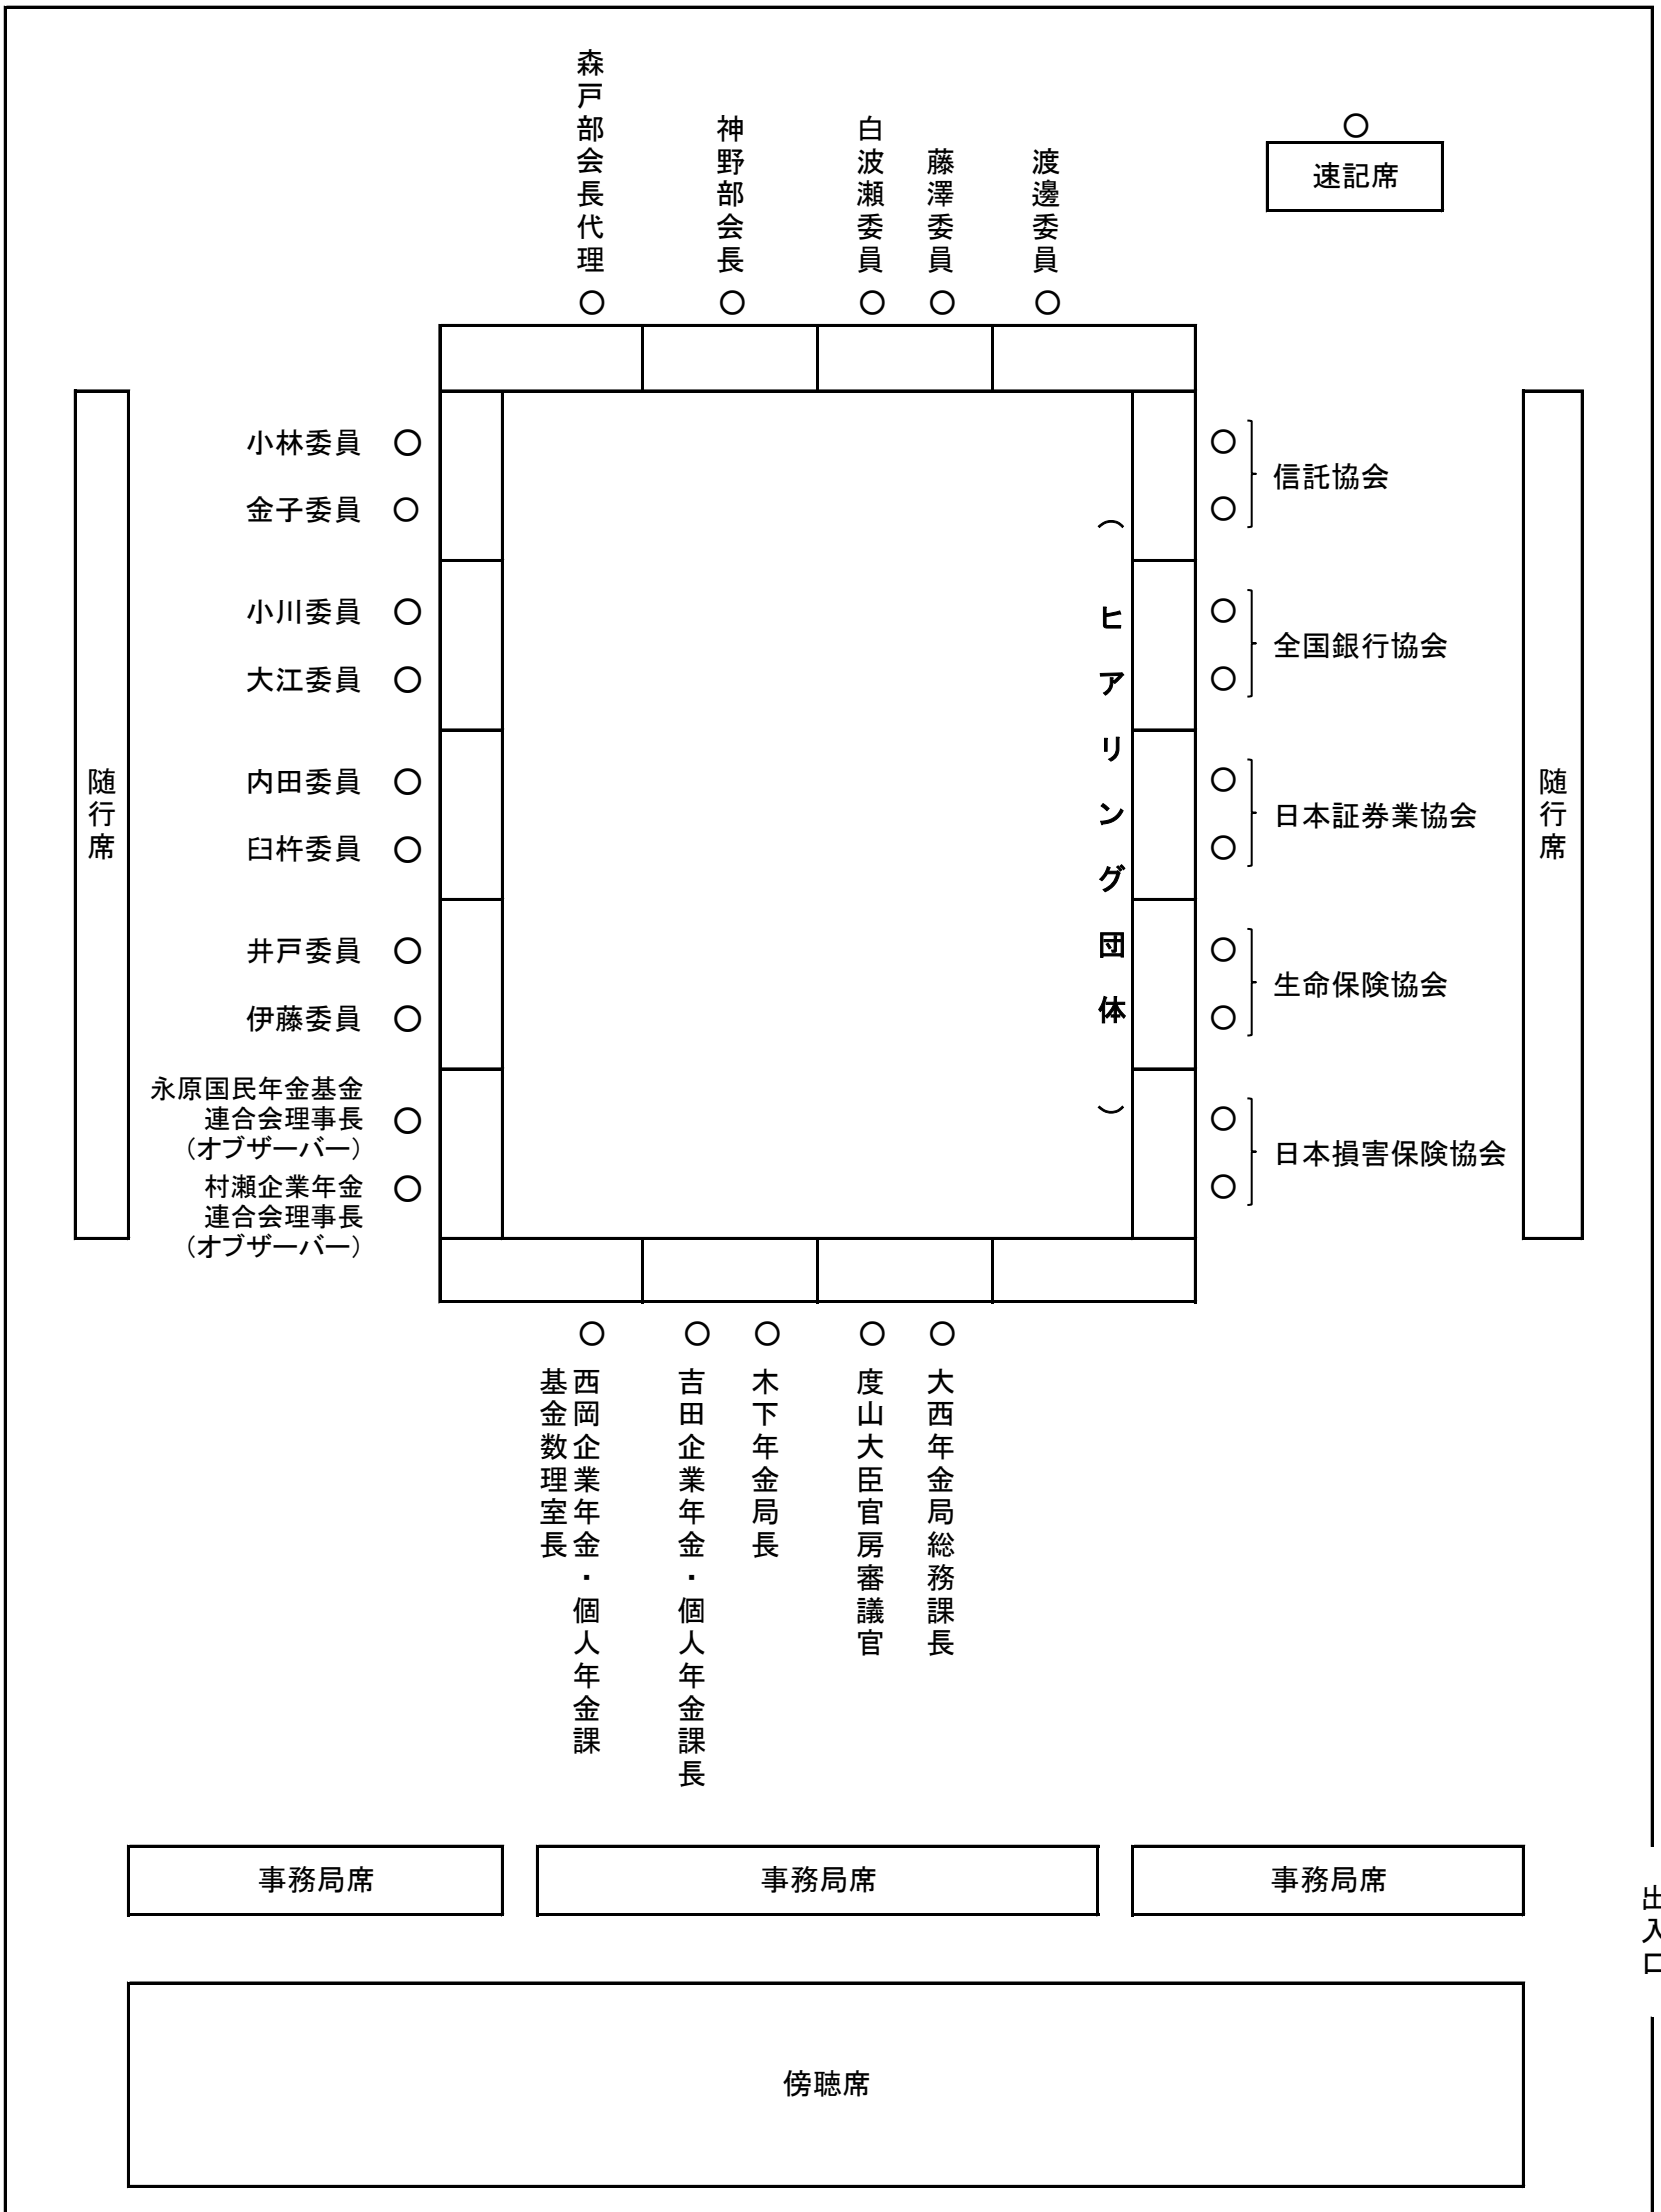 森戸部会長代理
神野部会長
白波瀬委員
藤澤委員
渡邊委員
速記席
随行席
小林委員
金子委員
小川委員
大江委員
内田委員
臼杵委員
井戸委員
伊藤委員
永原国民年金基金
連合会理事長
（オブザーバー）
村瀬企業年金
連合会理事長
（オブザーバー）
（ヒアリング団体）
信託協会
全国銀行協会
日本証券業協会
生命保険協会
日本損害保険協会
随行席
西岡企業年金・個人年金課
基金数理室長
吉田企業年金・個人年金課長
木下年金局長
度山大臣官房審議官
大西年金局総務課長
事務局席
事務局席
事務局席
出入口
傍聴席